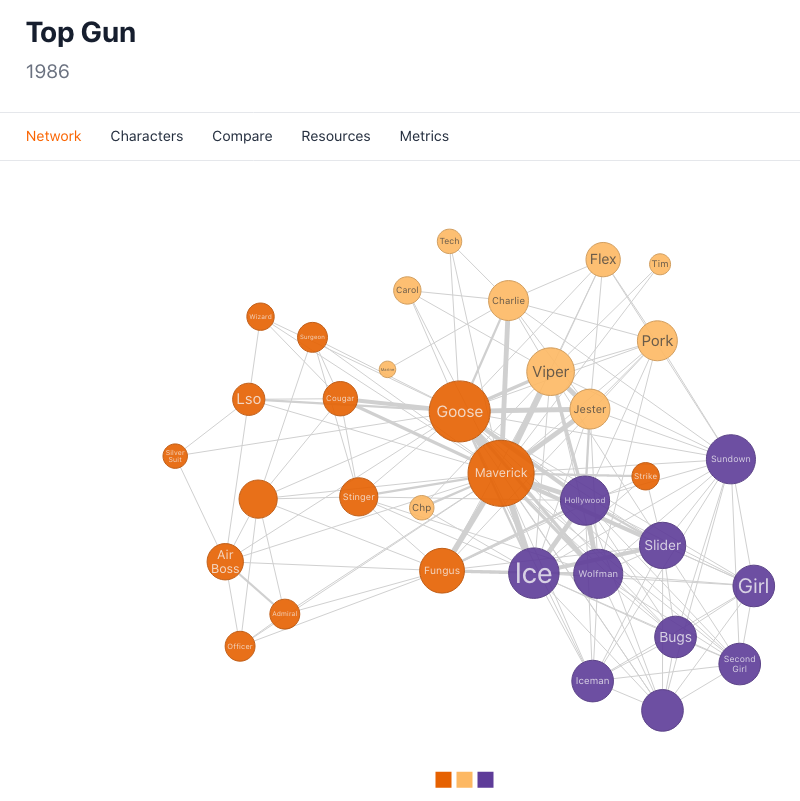 Top Gun
1986
Network Characters Compare Resources Metrics
Tech
Flex
Tim
Carol
Charlie
Wizard
Surgeon
Pork
Viper
Lso
Cougar
Goose
Jester
Silver
Suit
Maverick
Sundown
Strike
Stinger
Hollywood
Chp
Slider
Air
Boss
Fungus
Ice
Wolfman
Girl
Admiral
Bugs
Officer
Second
Girl
Iceman